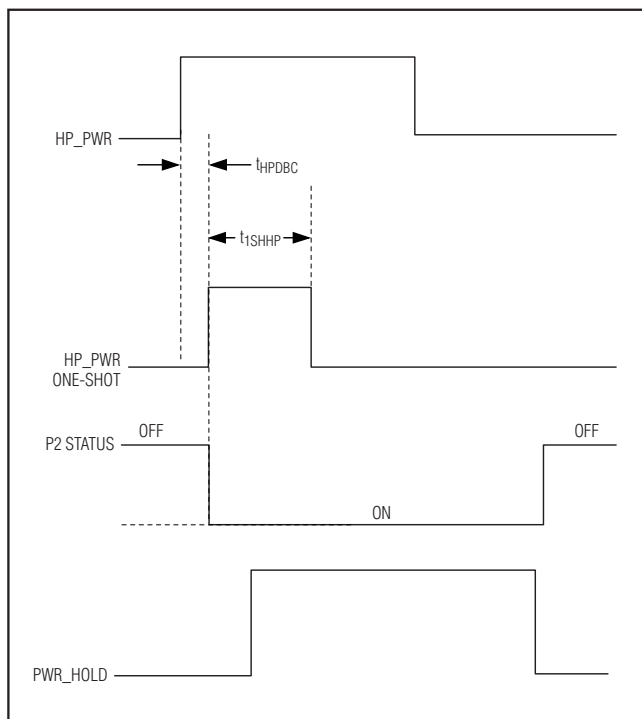 HP_PWR
tHPDBC
t1SHHP
HP_PWR
ONE-SHOT
P2 STATUS
OFF
OFF
ON
PWR_HOLD